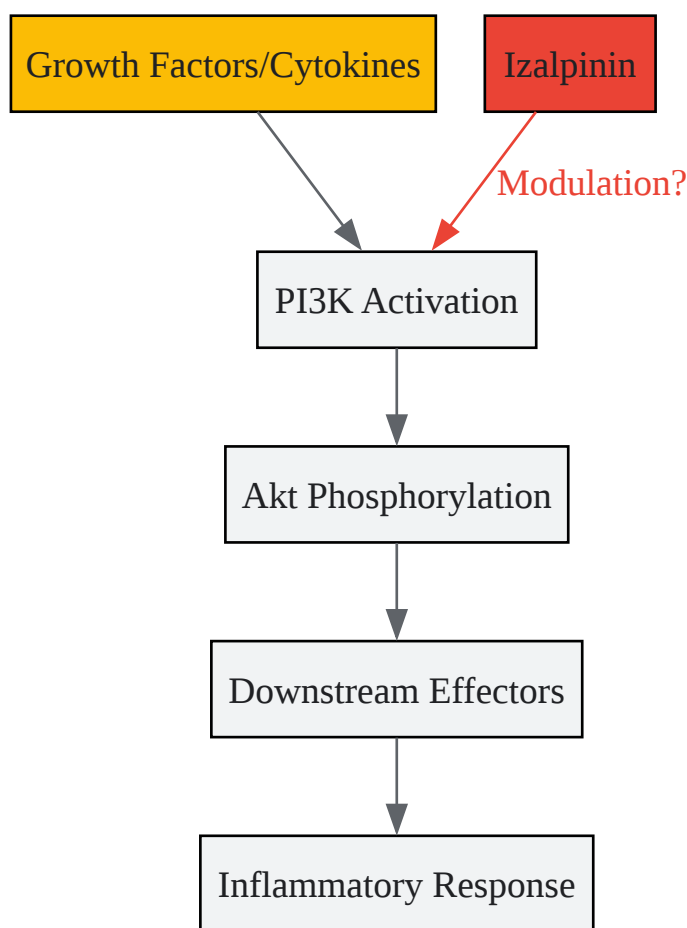 Growth Factors/Cytokines
Izalpinin
Modulation?
PI3K Activation
Akt Phosphorylation
Downstream Effectors
Inflammatory Response